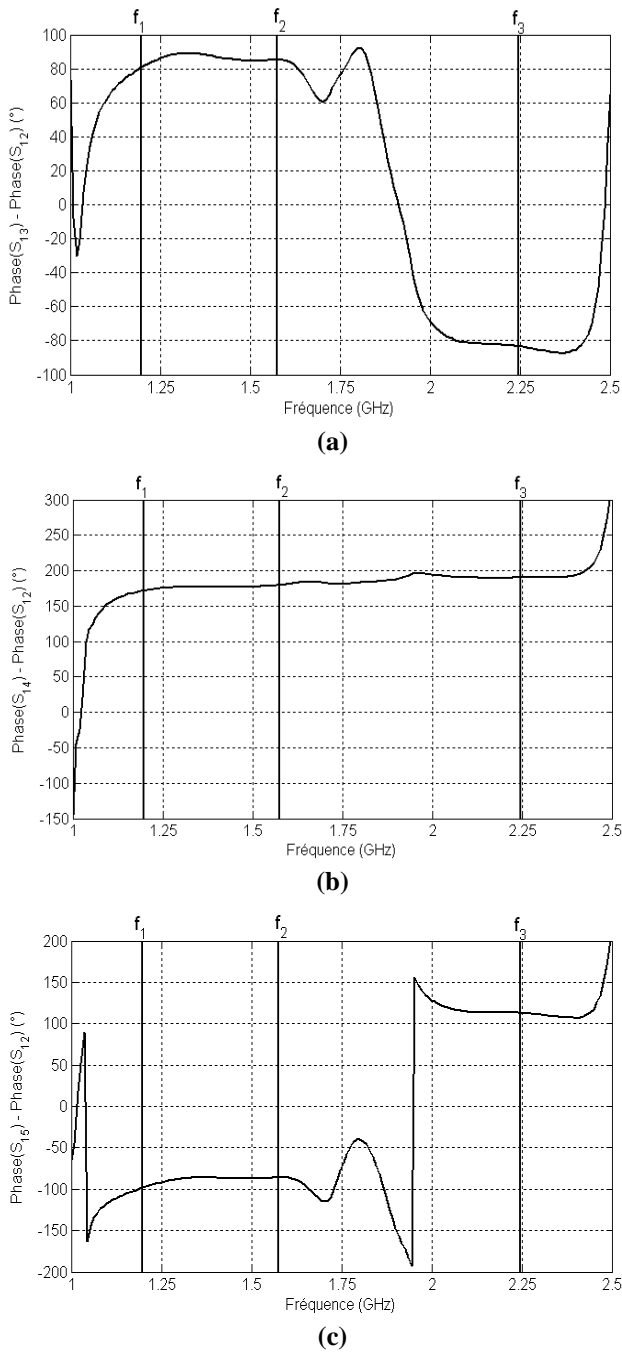 f1 f2 f3
100
80
60
40
20
0
-20
-40
-60
-80
-100
Phase(S13) - Phase(S12) (°)
1 1.25 1.5 1.75 2 2.25 2.5
Fréquence (GHz)
(a)
f1 f2 f3
300
250
200
150
100
50
0
-50
-100
-150
Phase(S14) - Phase(S12) (°)
1 1.25 1.5 1.75 2 2.25 2.5
Fréquence (GHz)
(b)
f1 f2 f3
200
150
100
50
0
-50
-100
-150
-200
Phase(S15) - Phase(S12) (°)
1 1.25 1.5 1.75 2 2.25 2.5
Fréquence (GHz)
(c)